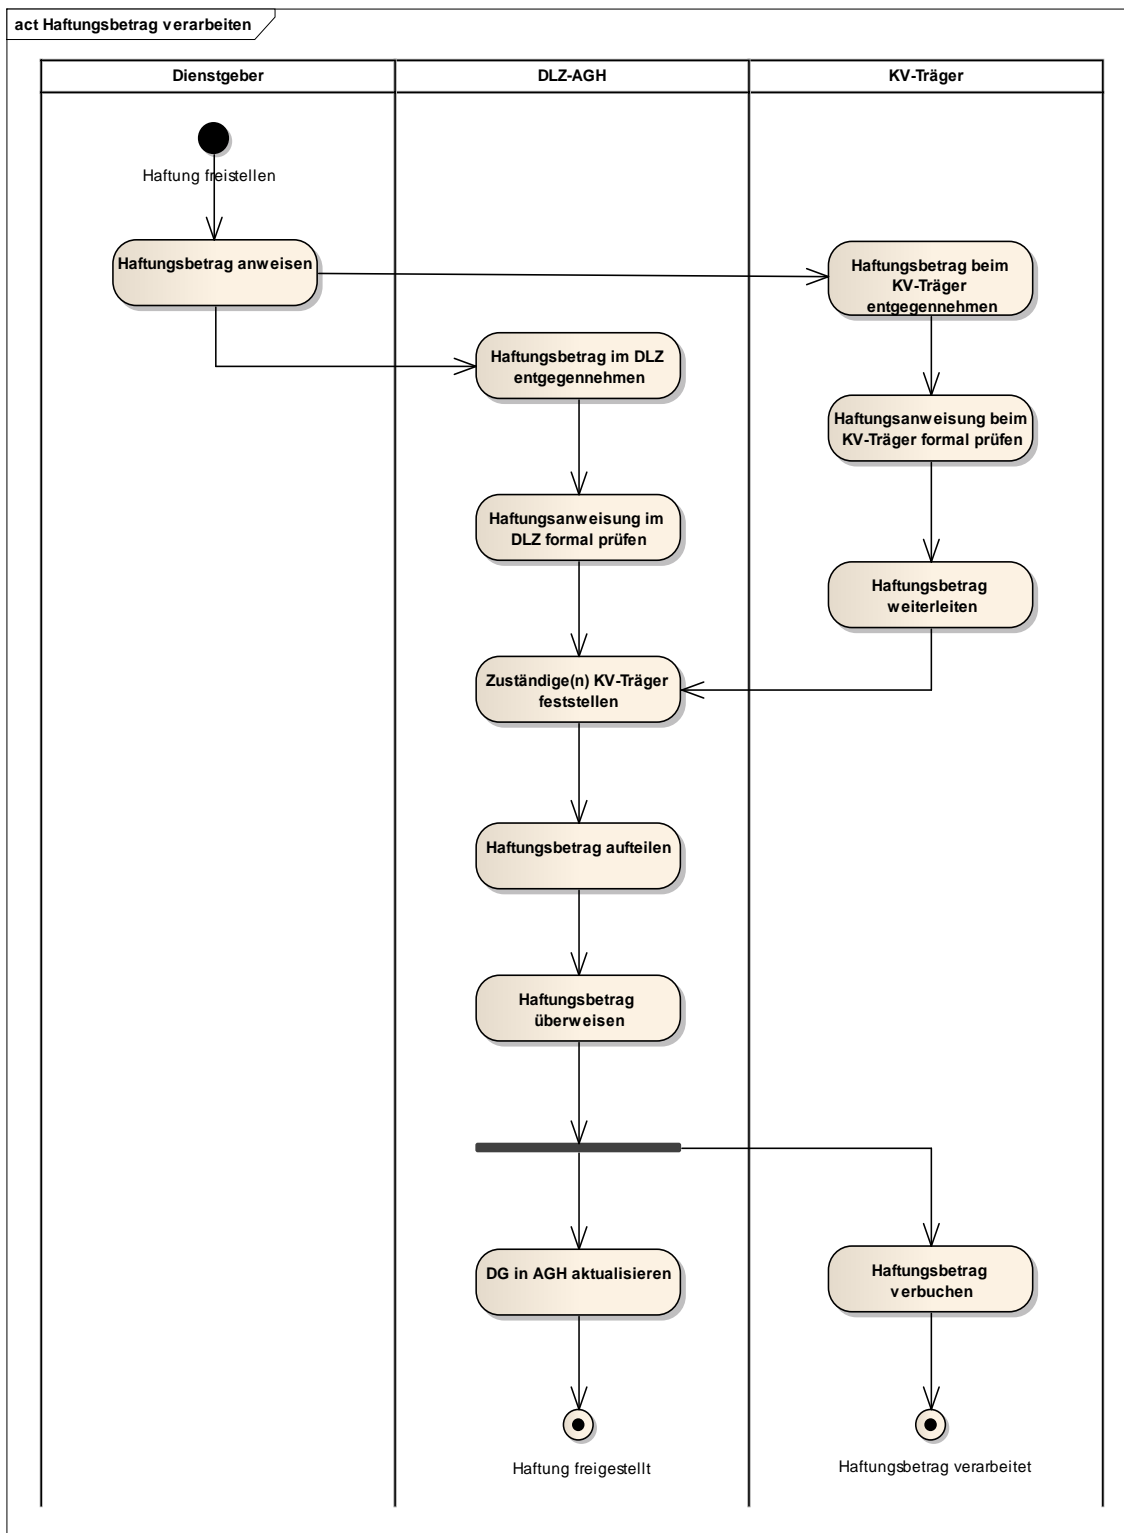 act Haftungsbetrag verarbeiten
Dienstgeber
DLZ-AGH
KV-Träger
Haftung freistellen
Haftungsbetrag anweisen
Haftungsbetrag beim
KV-Träger
entgegennehmen
Haftungsbetrag im DLZ
entgegennehmen
Haftungsanweisung beim
KV-Träger formal prüfen
Haftungsanweisung im
DLZ formal prüfen
Haftungsbetrag
weiterleiten
Zuständige(n) KV-Träger
feststellen
Haftungsbetrag aufteilen
Haftungsbetrag
überweisen
DG in AGH aktualisieren
Haftungsbetrag
verbuchen
Haftung freigestellt
Haftungsbetrag verarbeitet